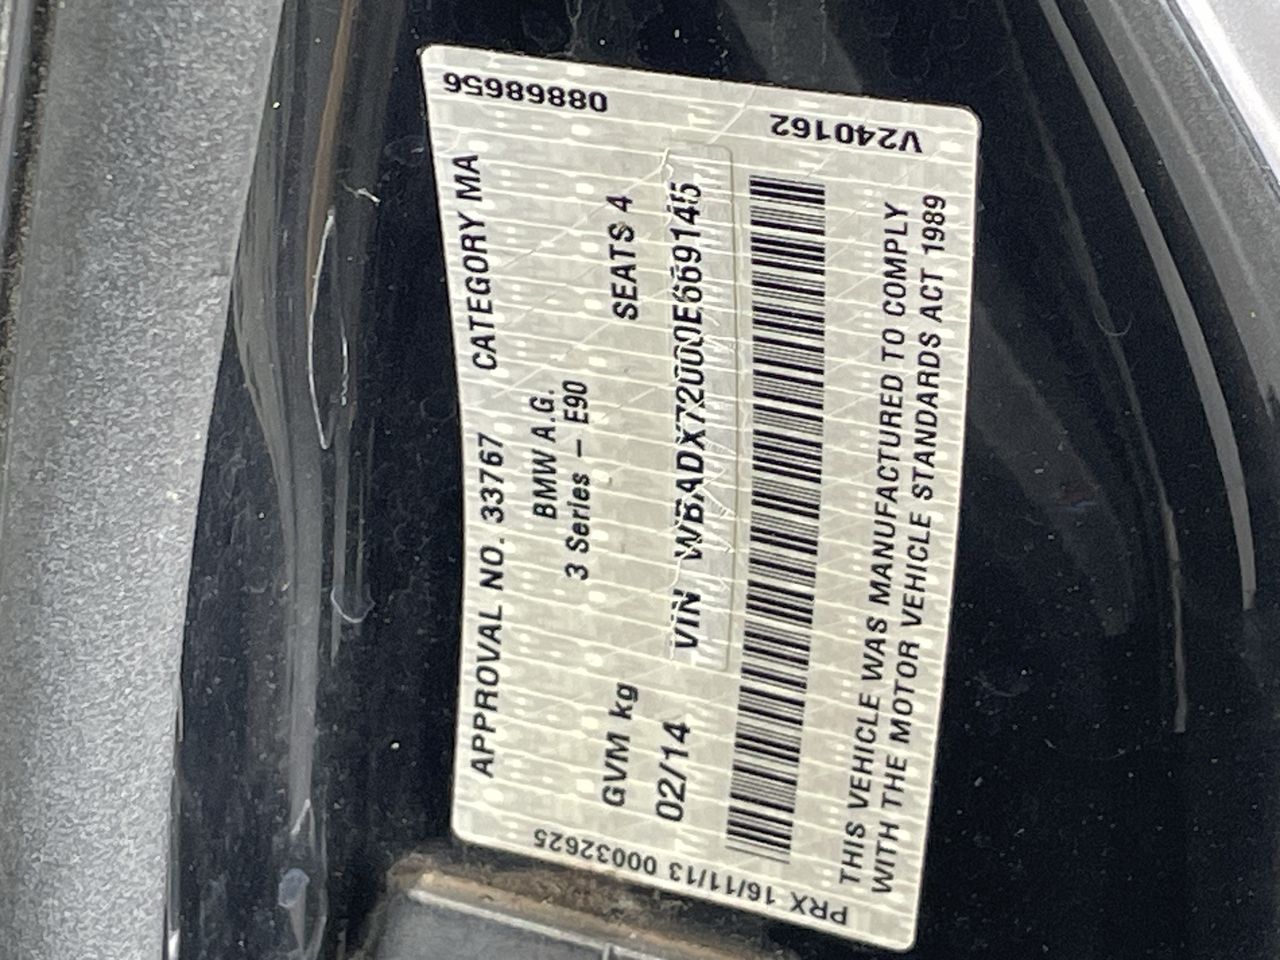 08868656
V240162
APPROVAL NO. 33767 CATEGORY MA
BMW A.G.
3 Series - E90
GVM kg SEATS 4
02/14 VIN WBADX72000E669145
THIS VEHICLE WAS MANUFACTURED TO COMPLY
WITH THE MOTOR VEHICLE STANDARDS ACT 1989
PRX 16/11/13 00032625